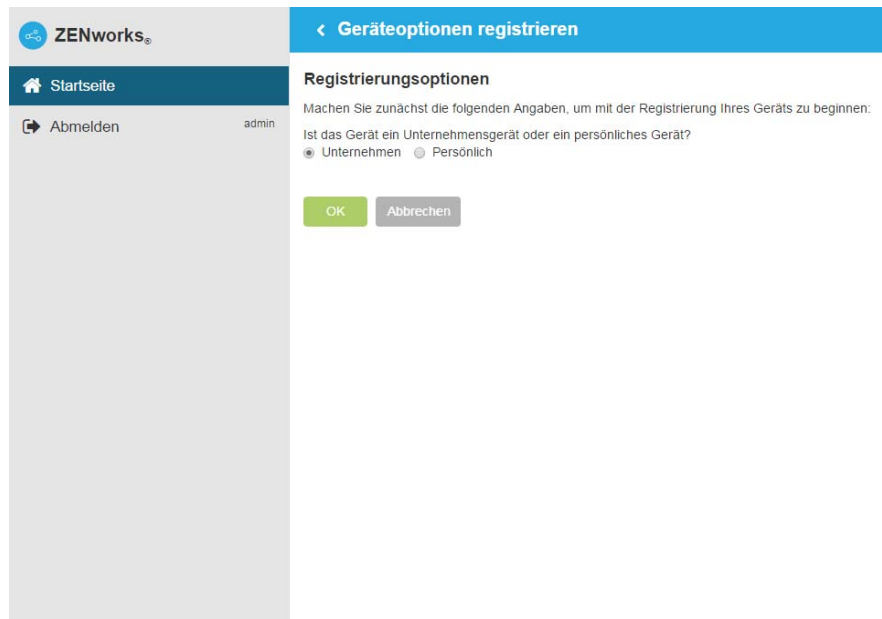 ZENworks®
Startseite
Abmelden admin
Geräteoptionen registrieren
Registrierungsoptionen
Machen Sie zunächst die folgenden Angaben, um mit der Registrierung Ihres Geräts zu beginnen:
Ist das Gerät ein Unternehmensgerät oder ein persönliches Gerät?
Unternehmen Persönlich
OK Abbrechen